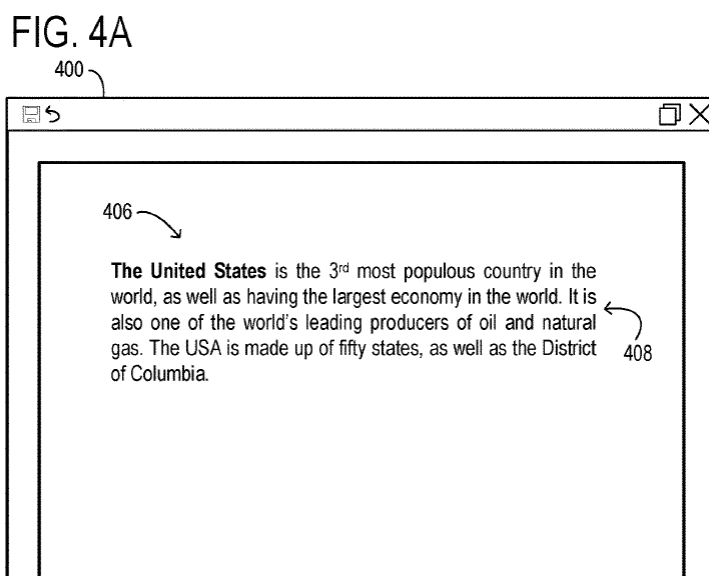 FIG. 4A
400
406
The United States is the 3rd most populous country in the
world, as well as having the largest economy in the world. It is
also one of the world's leading producers of oil and natural
gas. The USA is made up of fifty states, as well as the District
of Columbia.
408